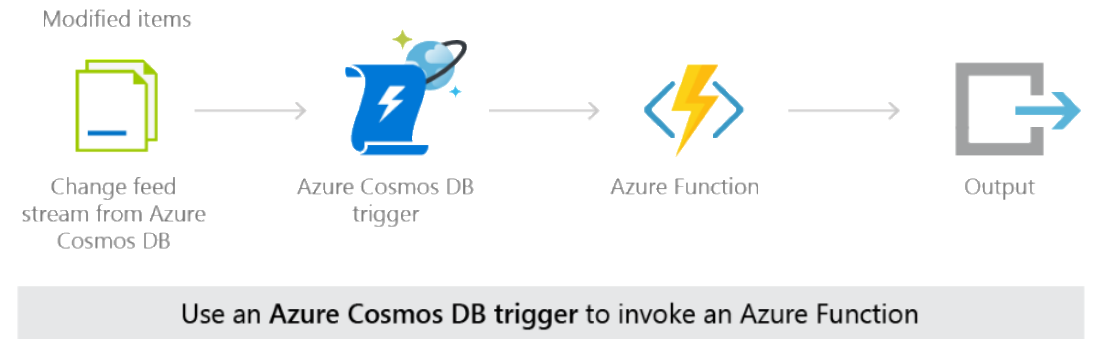 Modified items
Change feed
stream from Azure
Cosmos DB
Azure Cosmos DB
trigger
Azure Function
Output
Use an Azure Cosmos DB trigger to invoke an Azure Function